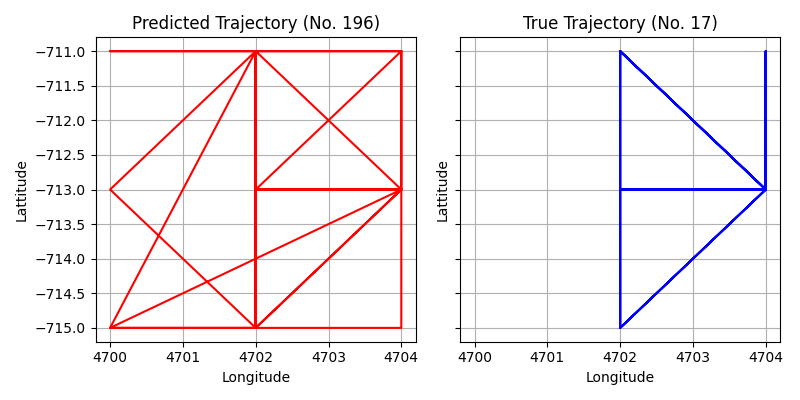 Predicted Trajectory (No. 196)
True Trajectory (No. 17)
−711.0
−711.5
−712.0
−712.5
−713.0
−713.5
−714.0
−714.5
−715.0
Lattitude
Lattitude
4700 4701 4702 4703 4704
4700 4701 4702 4703 4704
Longitude
Longitude